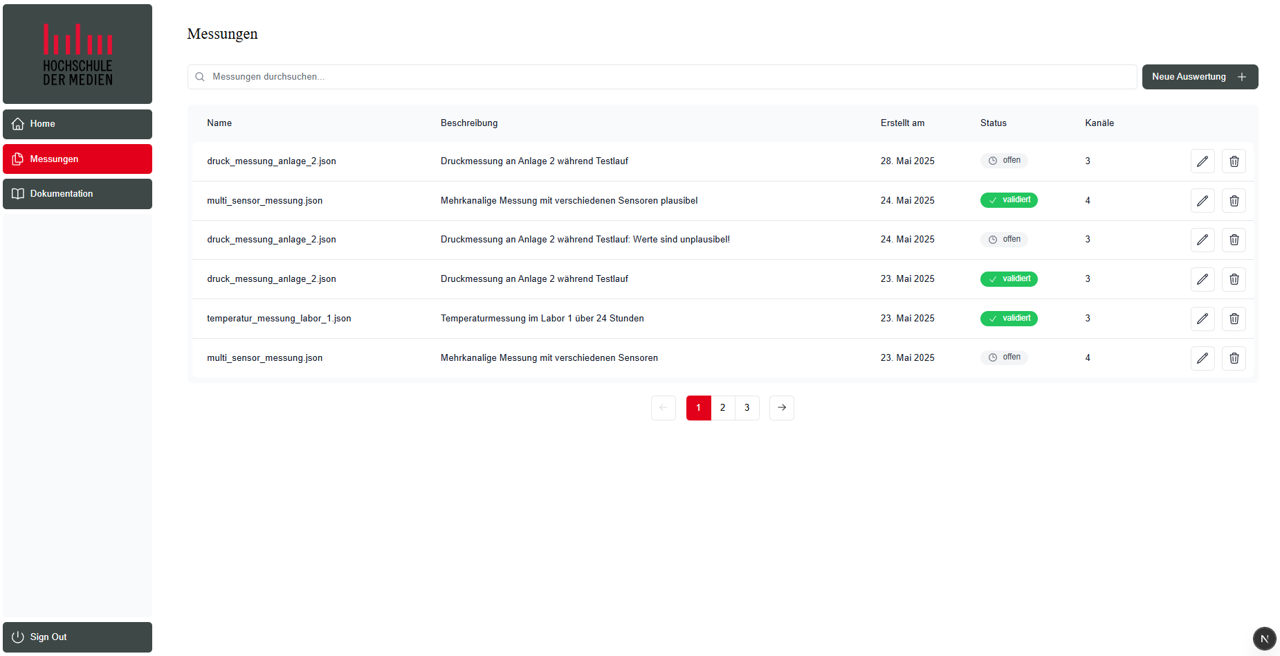 HOCHSCHULE
DER MEDIEN
Home
Messungen
Dokumentation
Sign Out
Messungen
Messungen durchsuchen...
Neue Auswertung
Name Beschreibung Erstellt am Status Kanäle
druck_messung_anlage_2.json Druckmessung an Anlage 2 während Testlauf 28. Mai 2025 offen 3
multi_sensor_messung.json Mehrkanalige Messung mit verschiedenen Sensoren plausibel 24. Mai 2025 validiert 4
druck_messung_anlage_2.json Druckmessung an Anlage 2 während Testlauf: Werte sind unplausibel! 24. Mai 2025 offen 3
druck_messung_anlage_2.json Druckmessung an Anlage 2 während Testlauf 23. Mai 2025 validiert 3
temperatur_messung_labor_1.json Temperaturmessung im Labor 1 über 24 Stunden 23. Mai 2025 validiert 3
multi_sensor_messung.json Mehrkanalige Messung mit verschiedenen Sensoren 23. Mai 2025 offen 4
1 2 3
N